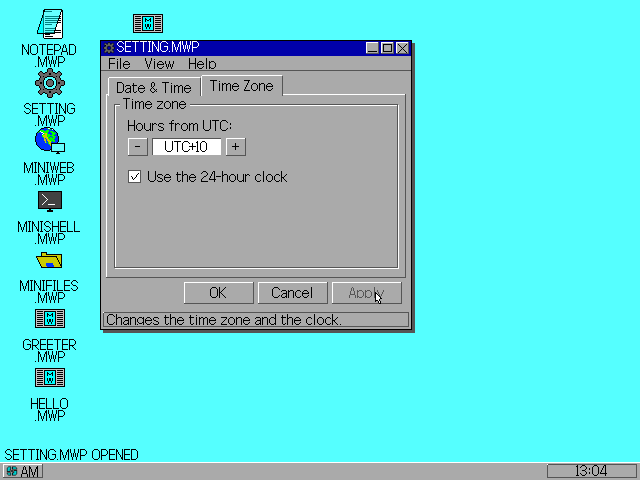 NOTEPAD
.MWP
SETTING
.MWP
MINIWEB
.MWP
MINISHELL
.MWP
MINIFILES
.MWP
GREETER
.MWP
HELLO
.MWP
SETTING.MWP
File View Help
Date & Time Time Zone
Time zone
Hours from UTC:
- UTC+10 +
Use the 24-hour clock
OK Cancel Apply
Changes the time zone and the clock.
SETTING.MWP OPENED
AM 13:04